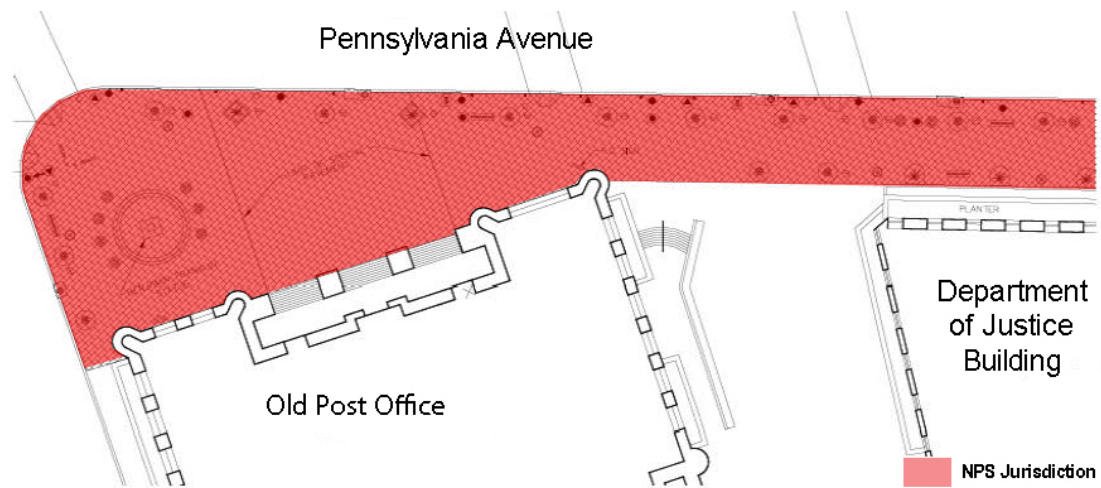 Pennsylvania Avenue
PLANTER
Department
of Justice
Building
Old Post Office
NPS Jurisdiction